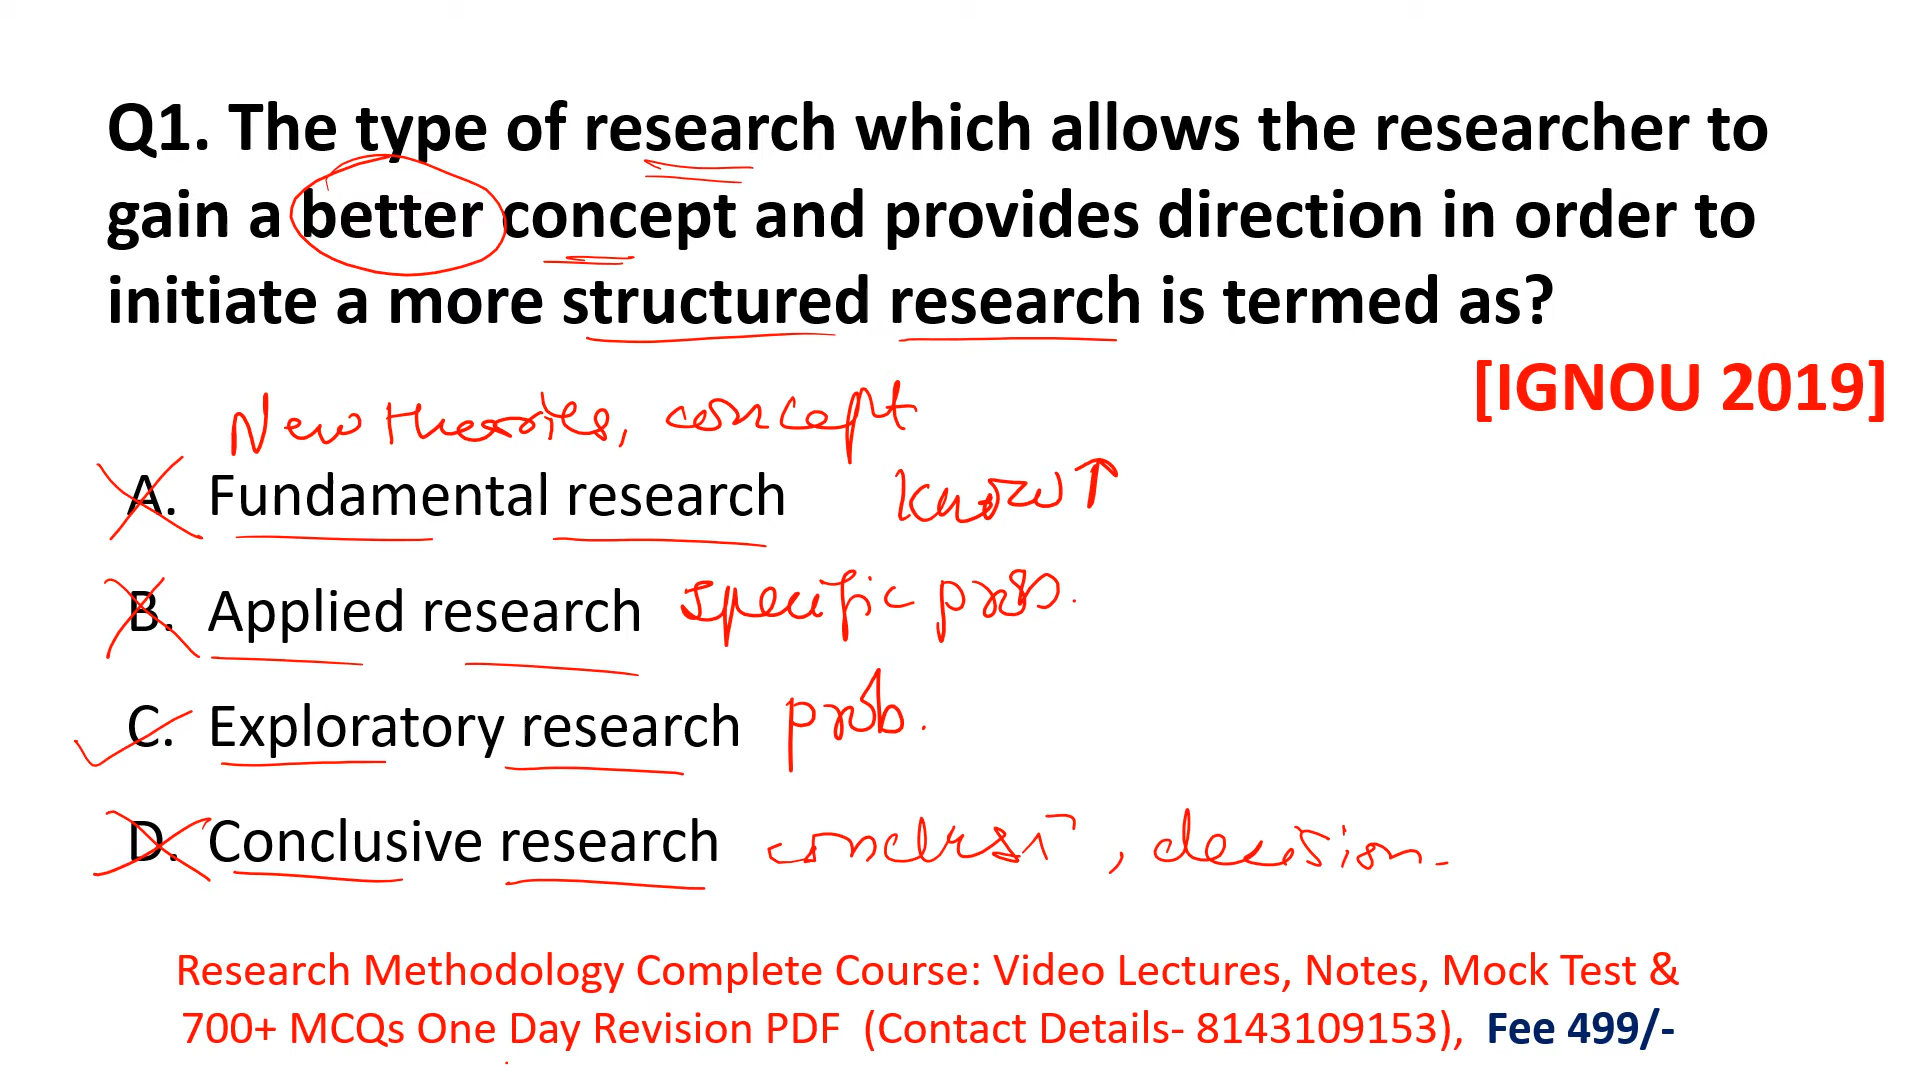 Q1. The type of research which allows the researcher to
gain a better concept and provides direction in order to
initiate a more structured research is termed as?
[IGNOU 2019]
New theories, concept
A. Fundamental research know ↑
B. Applied research specific prob.
C. Exploratory research prob.
D. Conclusive research , decision.
Research Methodology Complete Course: Video Lectures, Notes, Mock Test &
700+ MCQs One Day Revision PDF (Contact Details- 8143109153), Fee 499/-